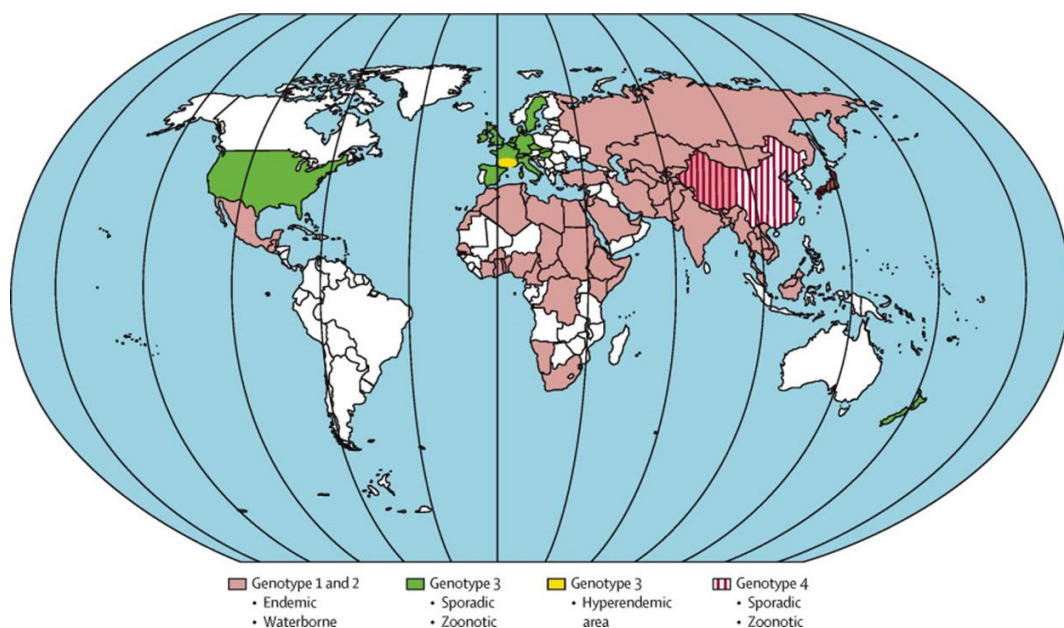 Genotype 1 and 2
• Endemic
• Waterborne
Genotype 3
• Sporadic
• Zoonotic
Genotype 3
• Hyperendemic
area
Genotype 4
• Sporadic
• Zoonotic